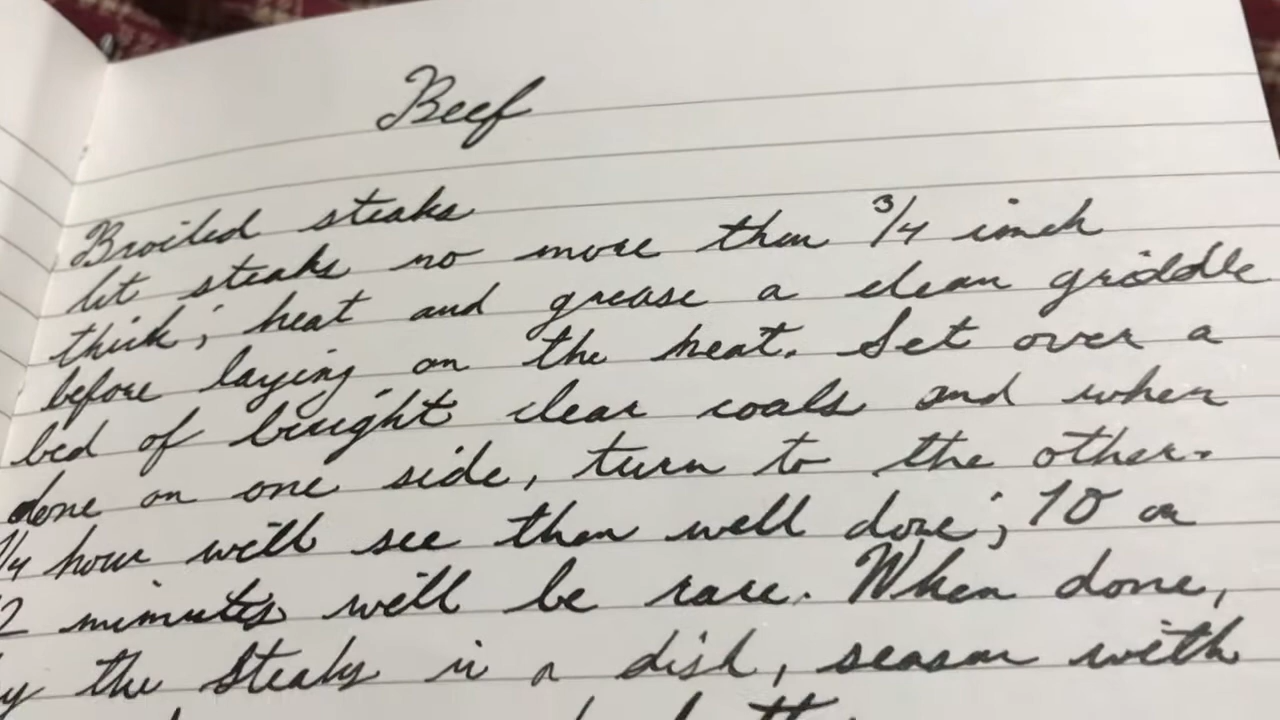 Beef
Broiled steaks
Cut steaks no more than 3/4 inch
thick; heat and grease a clean griddle
before laying on the heat. Set over a
bed of bright clear coals and when
done on one side, turn to the other.
1/4 hour will see them well done; 10 or
12 minutes will be rare. When done,
the steaks in a dish, season with